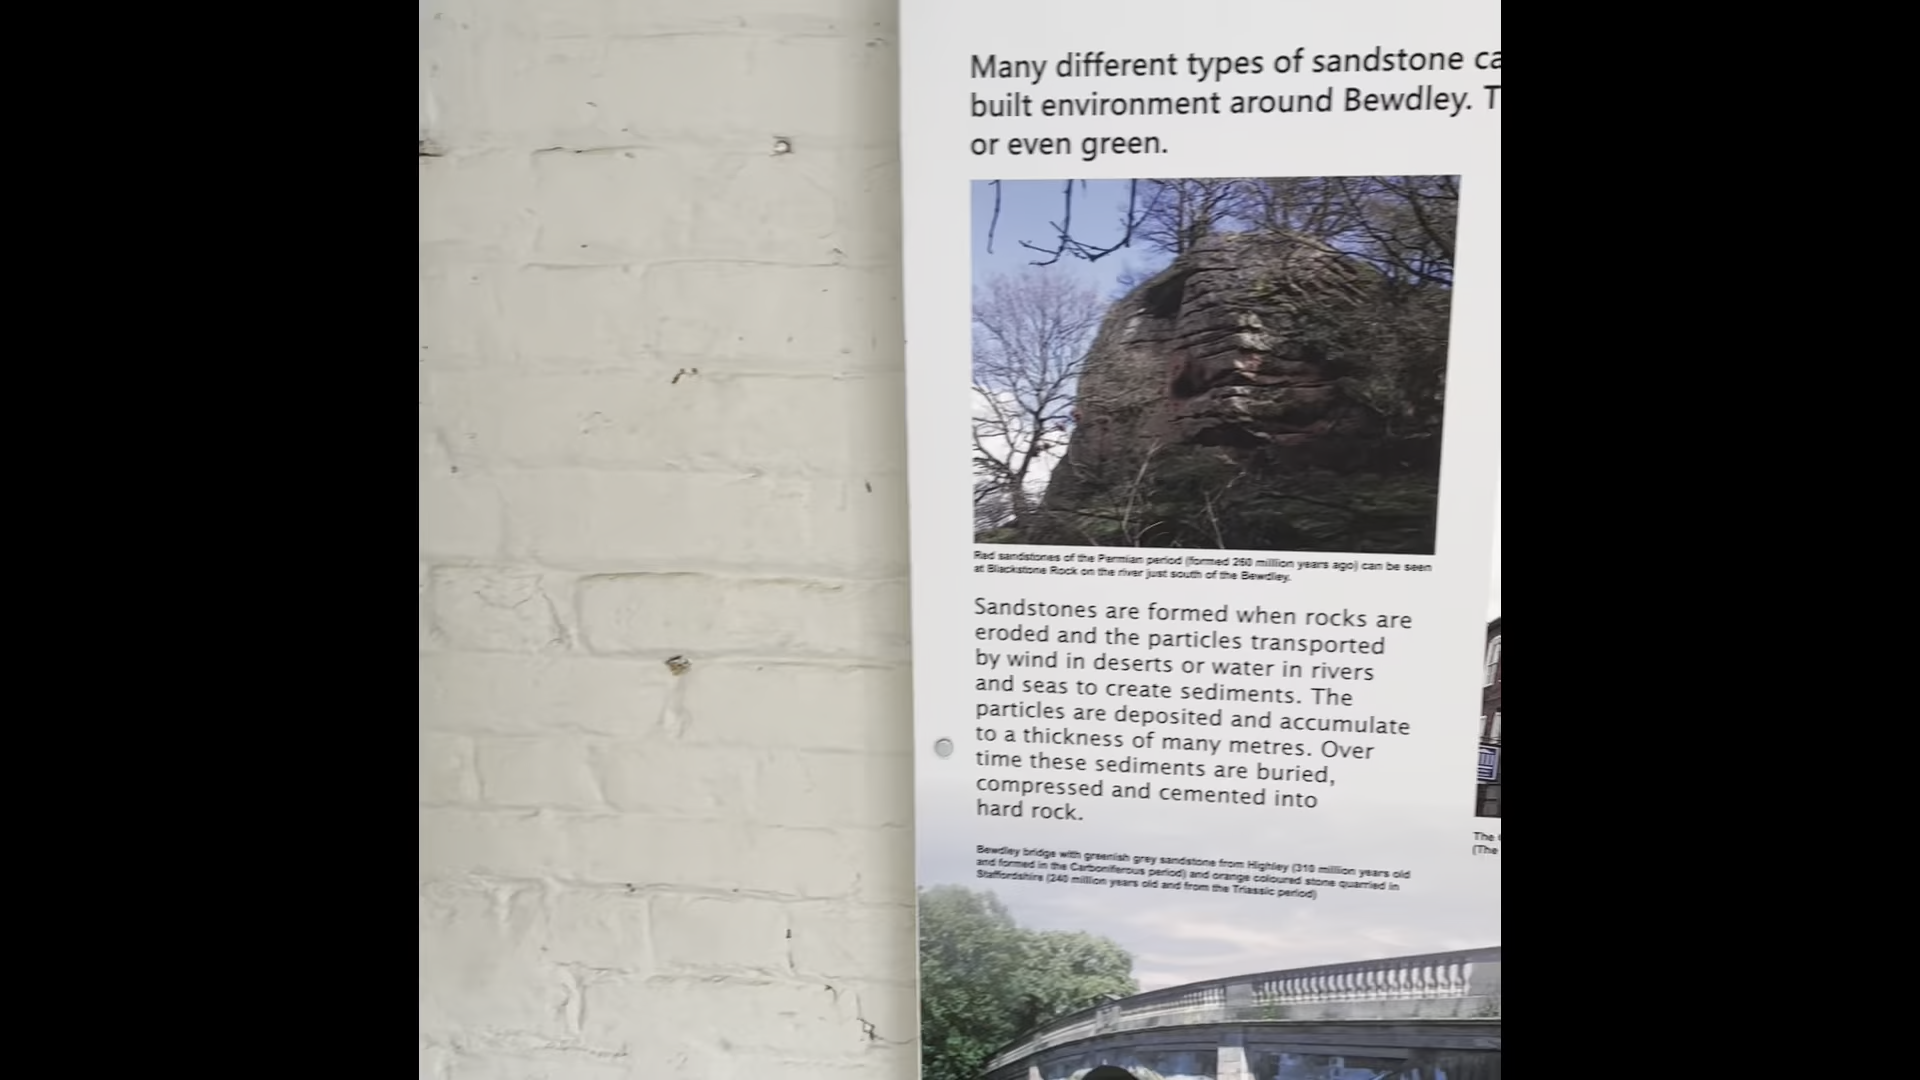 Many different types of sandstone ca
built environment around Bewdley. T
or even green.
Red sandstones of the Permian period (formed 260 million years ago) can be seen
at Blackstone Rock on the river just south of the Bewdley.
Sandstones are formed when rocks are
eroded and the particles transported
by wind in deserts or water in rivers
and seas to create sediments. The
particles are deposited and accumulate
to a thickness of many metres. Over
time these sediments are buried,
compressed and cemented into
hard rock.
The
(The
Bewdley bridge with greenish grey sandstone from Highley (310 million years old
and formed in the Carboniferous period) and orange coloured stone quarried in
Staffordshire (240 million years old and from the Triassic period)